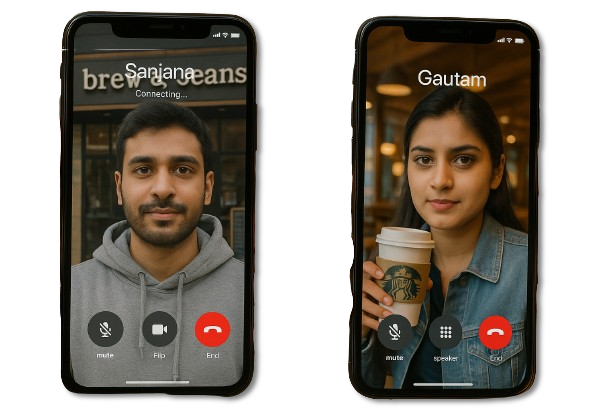 brew & beans
Sanjana
Connecting...
mute
Flip
End
Gautam
mute
speaker
End